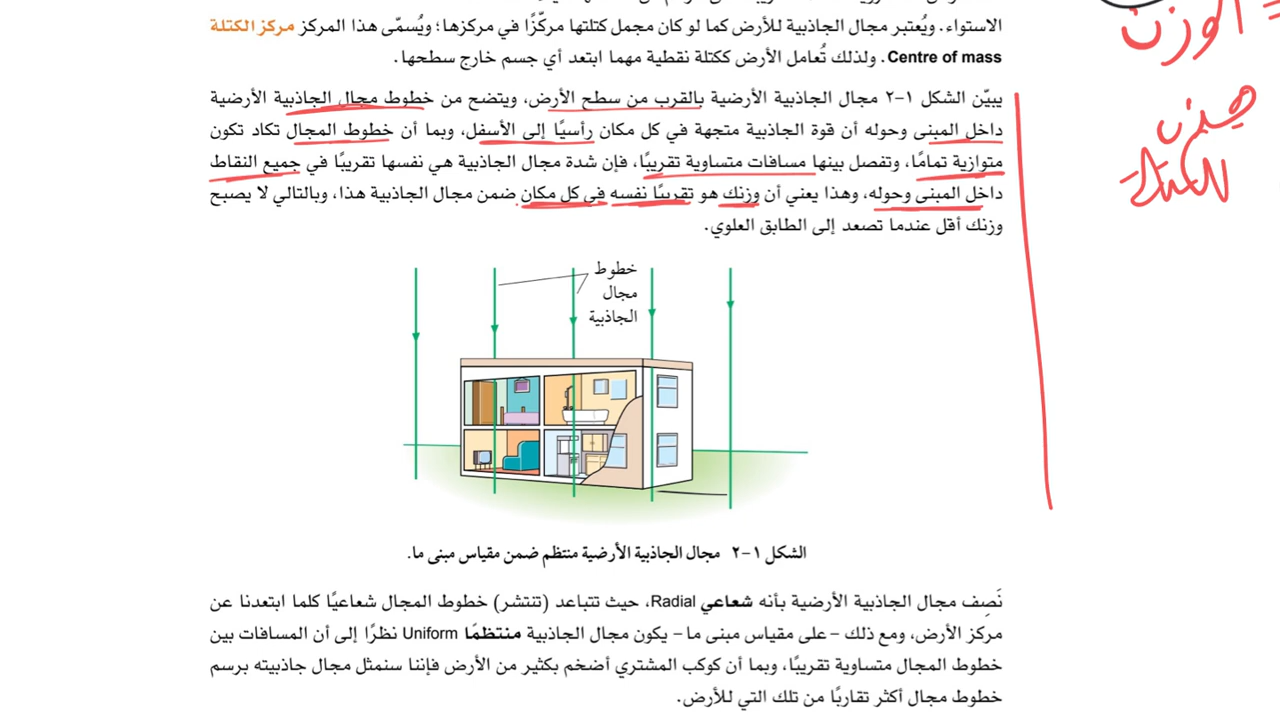 الاستواء. ويُعتبر مجال الجاذبية للأرض كما لو كان مجمل كتلتها مركّزًا في مركزها؛ ويُسمّى هذا المركز مركز الكتلة
Centre of mass. ولذلك تُعامل الأرض ككتلة نقطية مهما ابتعد أي جسم خارج سطحها.
الوزن =
يبيّن الشكل ١-٢ مجال الجاذبية الأرضية بالقرب من سطح الأرض، ويتضح من خطوط مجال الجاذبية الأرضية
داخل المبنى وحوله أن قوة الجاذبية متجهة في كل مكان رأسيًا إلى الأسفل، وبما أن خطوط المجال تكاد تكون
متوازية تمامًا، وتفصل بينها مسافات متساوية تقريبًا، فإن شدة مجال الجاذبية هي نفسها تقريبًا في جميع النقاط
داخل المبنى وحوله، وهذا يعني أن وزنك هو تقريبًا نفسه في كل مكان ضمن مجال الجاذبية هذا، وبالتالي لا يصبح
وزنك أقل عندما تصعد إلى الطابق العلوي.
خطوط
مجال
الجاذبية
الشكل ١-٢ مجال الجاذبية الأرضية منتظم ضمن مقياس مبنى ما.
نَصِف مجال الجاذبية الأرضية بأنه شعاعي Radial، حيث تتباعد (تنتشر) خطوط المجال شعاعيًا كلما ابتعدنا عن
مركز الأرض، ومع ذلك – على مقياس مبنى ما – يكون مجال الجاذبية منتظمًا Uniform نظرًا إلى أن المسافات بين
خطوط المجال متساوية تقريبًا، وبما أن كوكب المشتري أضخم بكثير من الأرض فإننا سنمثل مجال جاذبيته برسم
خطوط مجال أكثر تقاربًا من تلك التي للأرض.